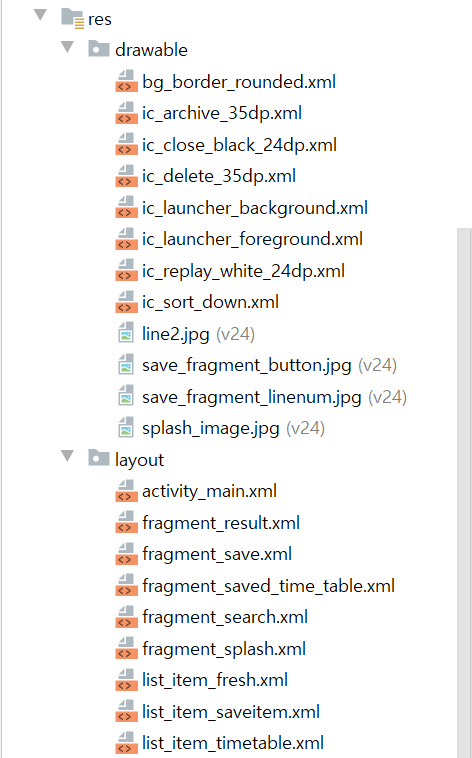 res
drawable
bg_border_rounded.xml
ic_archive_35dp.xml
ic_close_black_24dp.xml
ic_delete_35dp.xml
ic_launcher_background.xml
ic_launcher_foreground.xml
ic_replay_white_24dp.xml
ic_sort_down.xml
line2.jpg (v24)
save_fragment_button.jpg (v24)
save_fragment_linenum.jpg (v24)
splash_image.jpg (v24)
layout
activity_main.xml
fragment_result.xml
fragment_save.xml
fragment_saved_time_table.xml
fragment_search.xml
fragment_splash.xml
list_item_fresh.xml
list_item_saveitem.xml
list_item_timetable.xml